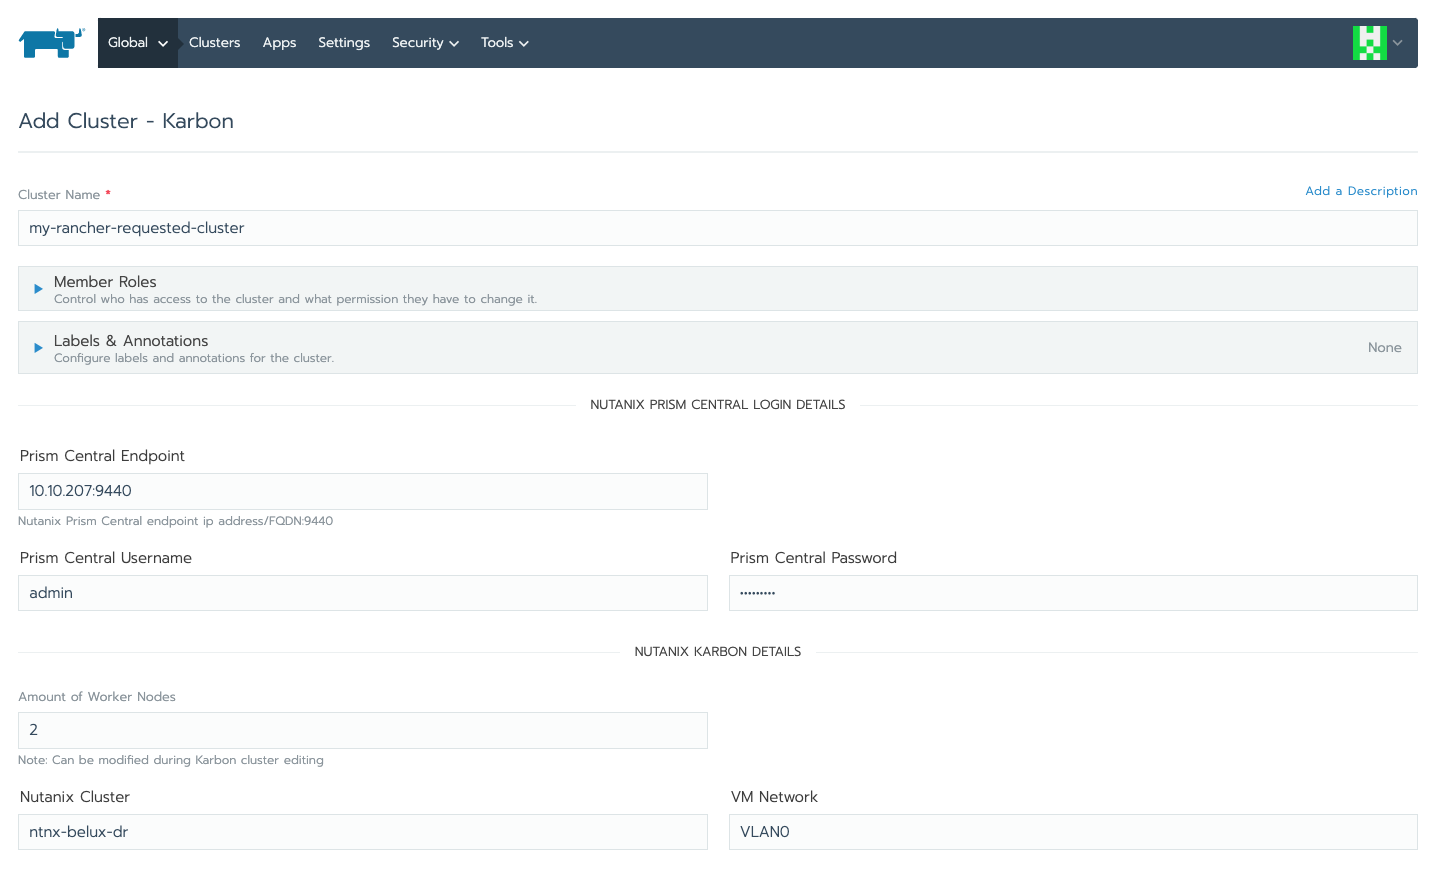 Global Clusters Apps Settings Security Tools
Add Cluster - Karbon
Cluster Name *
Add a Description
my-rancher-requested-cluster
Member Roles
Control who has access to the cluster and what permission they have to change it.
Labels & Annotations
Configure labels and annotations for the cluster.
None
NUTANIX PRISM CENTRAL LOGIN DETAILS
Prism Central Endpoint
10.10.207:9440
Nutanix Prism Central endpoint ip address/FQDN:9440
Prism Central Username Prism Central Password
admin •••••••••
NUTANIX KARBON DETAILS
Amount of Worker Nodes
2
Note: Can be modified during Karbon cluster editing
Nutanix Cluster VM Network
ntnx-belux-dr VLAN0